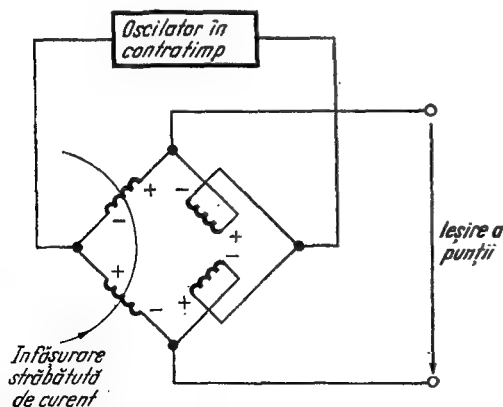 Oscilator în
contratimp
+
-
-
+
+
-
-
+
Ieșire a
punții
Înfășurare
străbătută
de curent